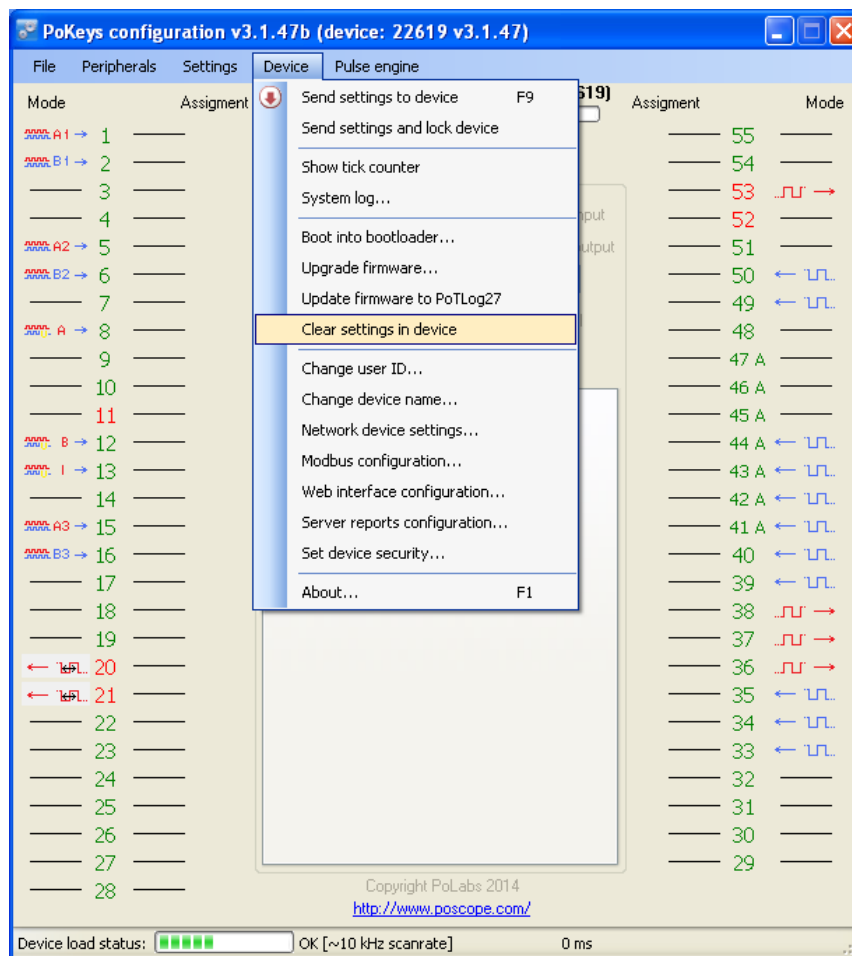 PoKeys configuration v3.1.47b (device: 22619 v3.1.47)
File Peripherals Settings Device Pulse engine
Mode Assigment 619) Assigment Mode
Send settings to device F9
Send settings and lock device
Show tick counter
System log...
Boot into bootloader...
Upgrade firmware...
Update firmware to PoTLog27
Clear settings in device
Change user ID...
Change device name...
Network device settings...
Modbus configuration...
Web interface configuration...
Server reports configuration...
Set device security...
About... F1
A1 1
B1 2
3
4
A2 5
B2 6
7
A 8
9
10
11
B 12
I 13
14
A3 15
B3 16
17
18
19
20
21
22
23
24
25
26
27
28
55
54
53
52
51
50
49
48
47 A
46 A
45 A
44 A
43 A
42 A
41 A
40
39
38
37
36
35
34
33
32
31
30
29
Copyright PoLabs 2014
http://www.poscope.com/
Device load status: OK [~10 kHz scanrate] 0 ms